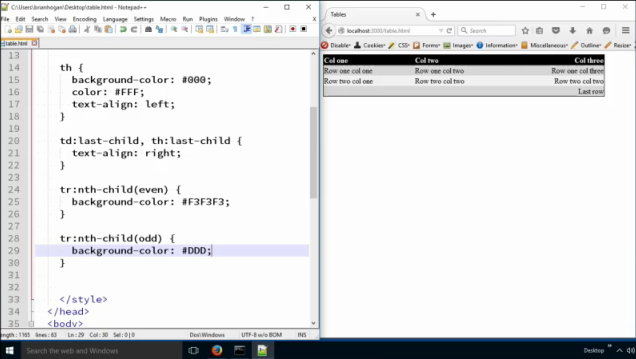 C:\Users\brianhogan\Desktop\table.html - Notepad++
File Edit Search View Encoding Language Settings Macro Run Plugins Window ? X
table.html
13
14 th {
15 background-color: #000;
16 color: #FFF;
17 text-align: left;
18 }
19
20 td:last-child, th:last-child {
21 text-align: right;
22 }
23
24 tr:nth-child(even) {
25 background-color: #F3F3F3;
26 }
27
28 tr:nth-child(odd) {
29 background-color: #DDD;
30 }
31
32
33 </style>
34 </head>
35 <body>
length : 1165 lines : 63 Ln : 29 Col : 30 Sel : 0 | 0 Dos\Windows UTF-8 w/o BOM INS
Tables
localhost:3000/table.html
Search
Disable Cookies CSS Forms Images Information Miscellaneous Outline Resize
Col one Col two Col three
Row one col one Row one col two Row one col three
Row two col one Row two col two Row two col two
Last row
Search the web and Windows
Desktop